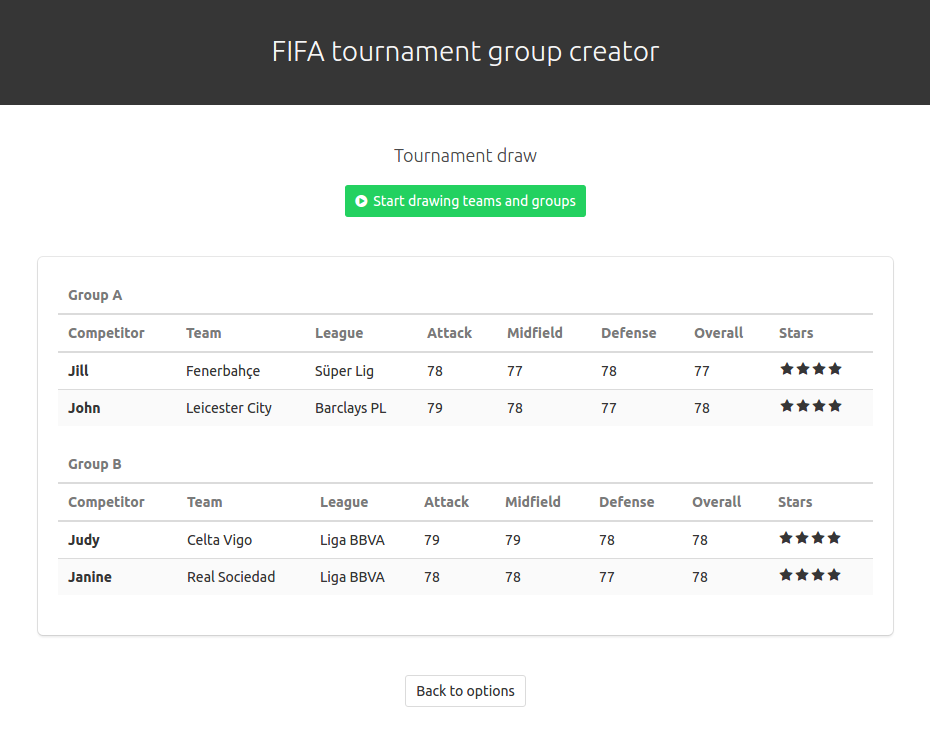 FIFA tournament group creator
Tournament draw
Start drawing teams and groups
Group A
Competitor Team League Attack Midfield Defense Overall Stars
Jill Fenerbahçe Süper Lig 78 77 78 77
John Leicester City Barclays PL 79 78 77 78
Group B
Competitor Team League Attack Midfield Defense Overall Stars
Judy Celta Vigo Liga BBVA 79 79 78 78
Janine Real Sociedad Liga BBVA 78 78 77 78
Back to options